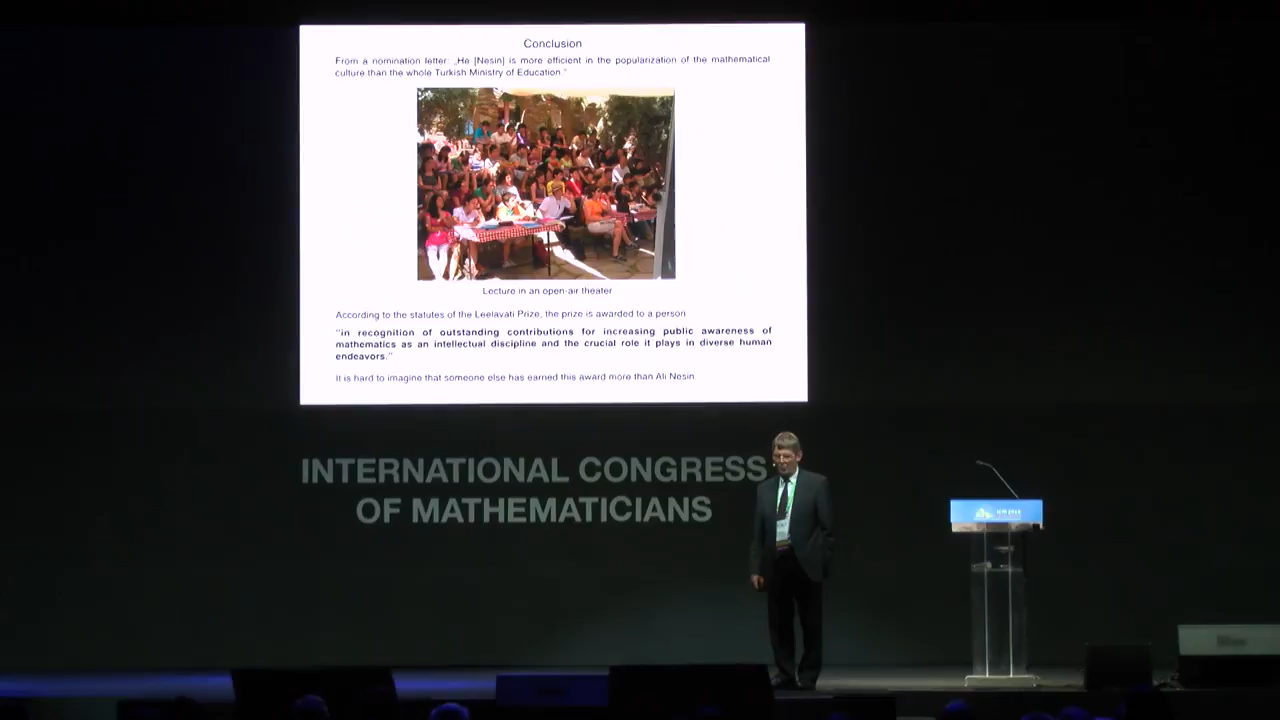 Conclusion
From a nomination letter: „He [Nesin] is more efficient in the popularization of the mathematical
culture than the whole Turkish Ministry of Education “
Lecture in an open-air theater
According to the statutes of the Leelavati Prize, the prize is awarded to a person
“in recognition of outstanding contributions for increasing public awareness of
mathematics as an intellectual discipline and the crucial role it plays in diverse human
endeavors.”
It is hard to imagine that someone else has earned this award more than Ali Nesin
INTERNATIONAL CONGRESS
OF MATHEMATICIANS